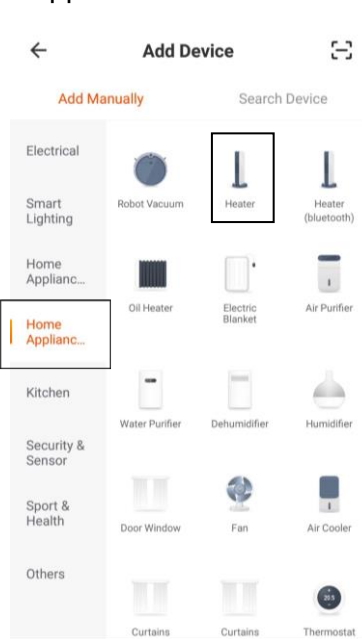 Add Device
Add Manually
Search Device
Electrical
Smart
Lighting
Home
Applianc...
Home
Applianc...
Kitchen
Security &
Sensor
Sport &
Health
Others
Robot Vacuum
Heater
Heater
(bluetooth)
Oil Heater
Electric
Blanket
Air Purifier
Water Purifier
Dehumidifier
Humidifier
Door Window
Fan
Air Cooler
Curtains
Curtains
Thermostat